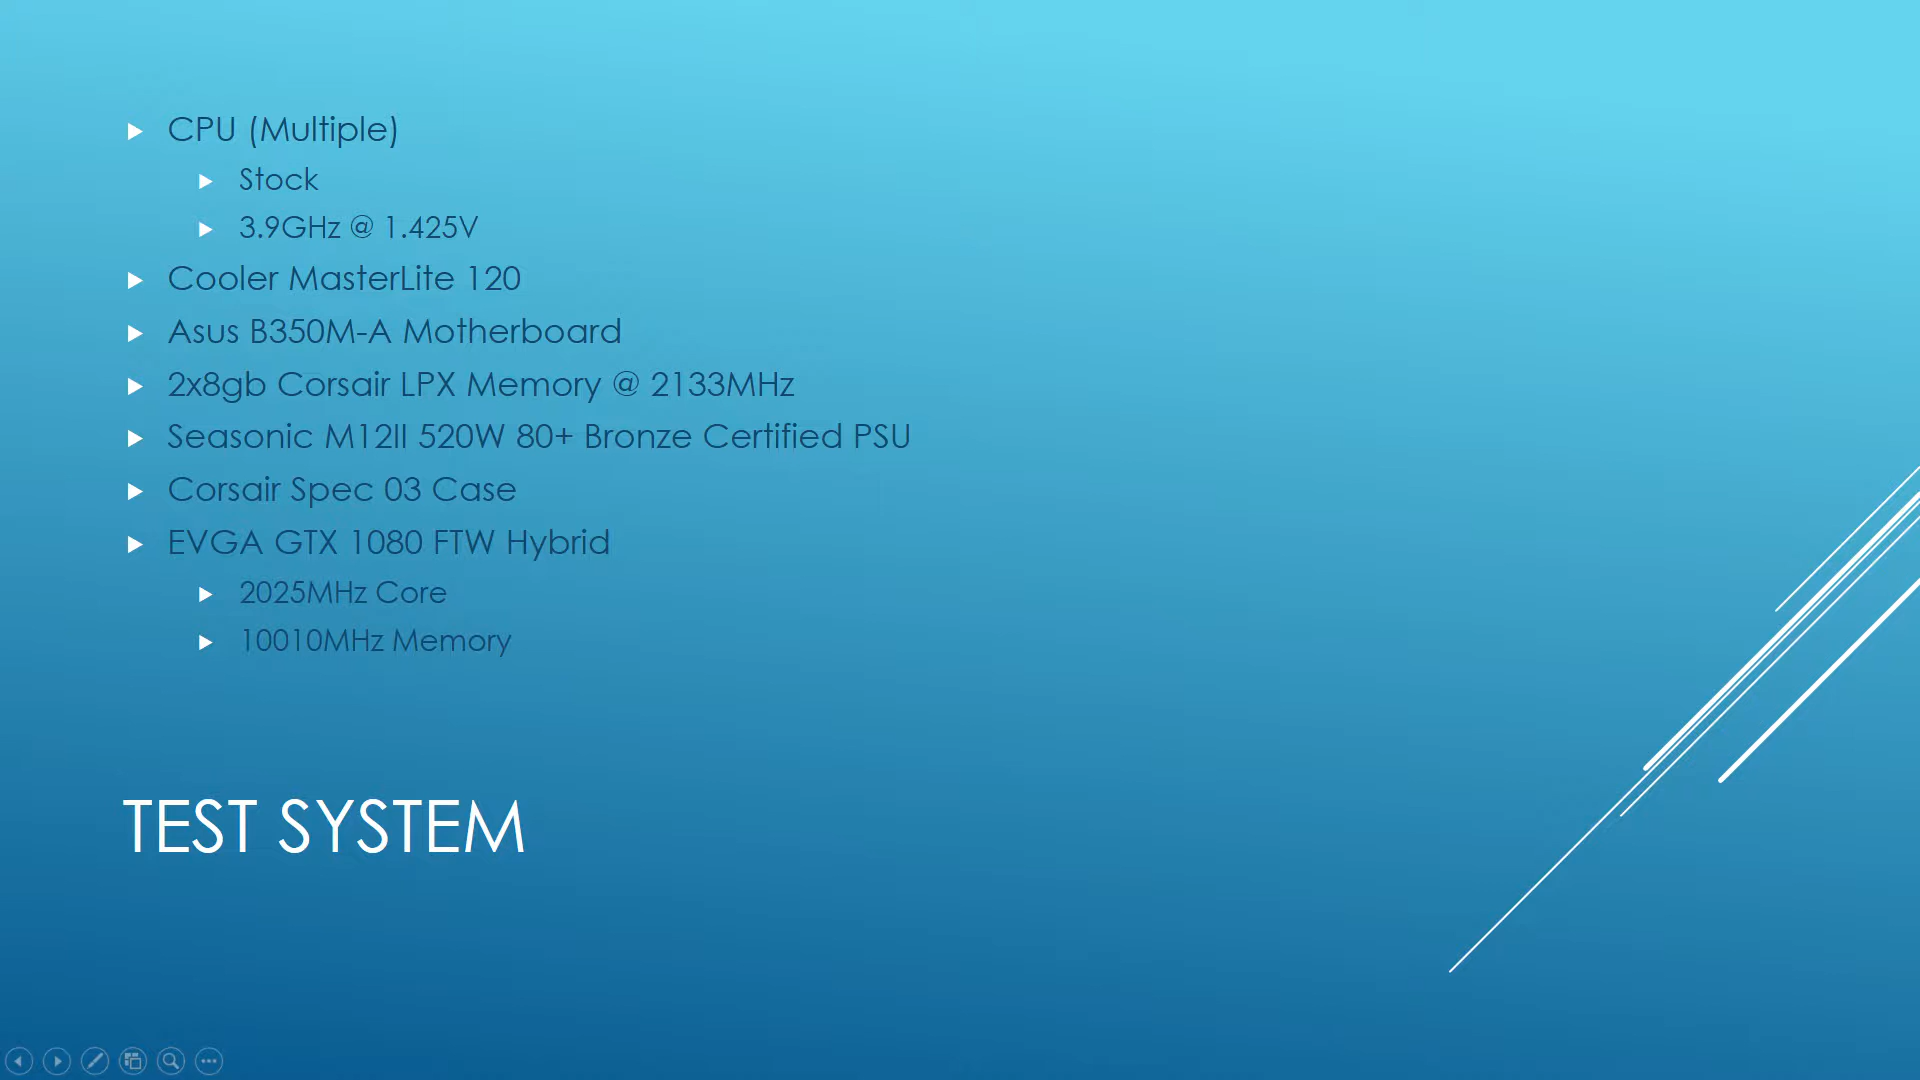 CPU (Multiple)
Stock
3.9GHz @ 1.425V
Cooler MasterLite 120
Asus B350M-A Motherboard
2x8gb Corsair LPX Memory @ 2133MHz
Seasonic M12II 520W 80+ Bronze Certified PSU
Corsair Spec 03 Case
EVGA GTX 1080 FTW Hybrid
2025MHz Core
10010MHz Memory
TEST SYSTEM